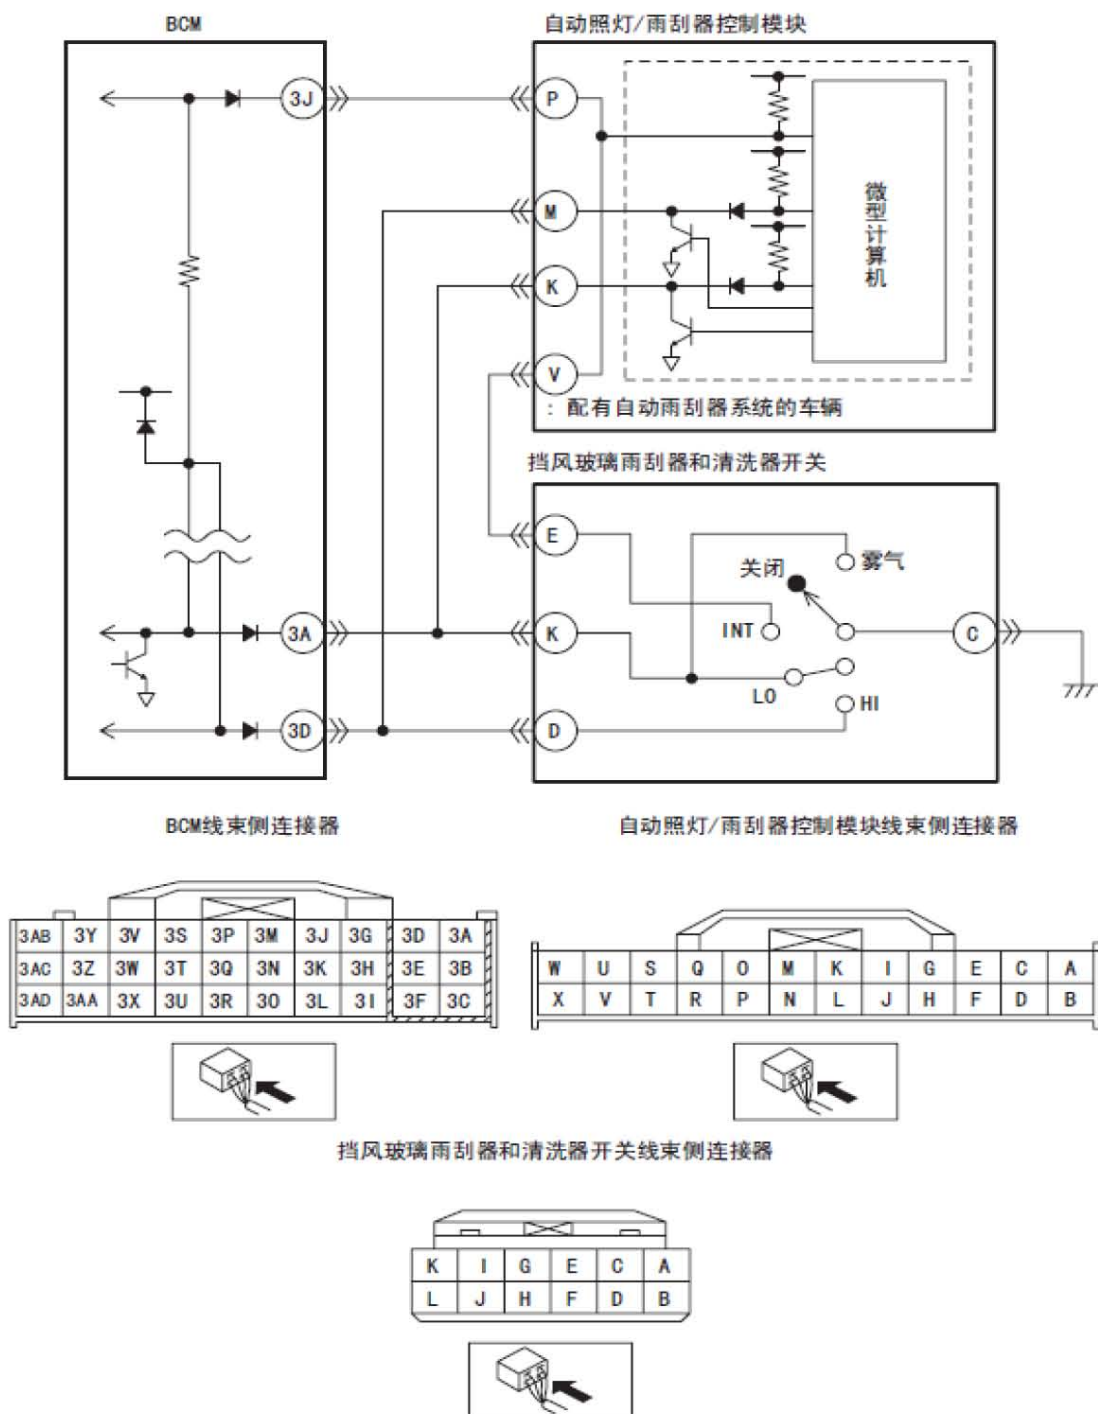 BCM
自动照灯/雨刮器控制模块
3J
P
M
K
V
微型计算机
: 配有自动雨刮器系统的车辆
挡风玻璃雨刮器和清洗器开关
E
关闭
雾气
3A
K
INT
C
LO
HI
3D
D
BCM线束侧连接器
自动照灯/雨刮器控制模块线束侧连接器
3AB 3Y 3V 3S 3P 3M 3J 3G 3D 3A
3AC 3Z 3W 3T 3Q 3N 3K 3H 3E 3B
3AD 3AA 3X 3U 3R 3O 3L 3I 3F 3C
W U S Q O M K I G E C A
X V T R P N L J H F D B
挡风玻璃雨刮器和清洗器开关线束侧连接器
K I G E C A
L J H F D B